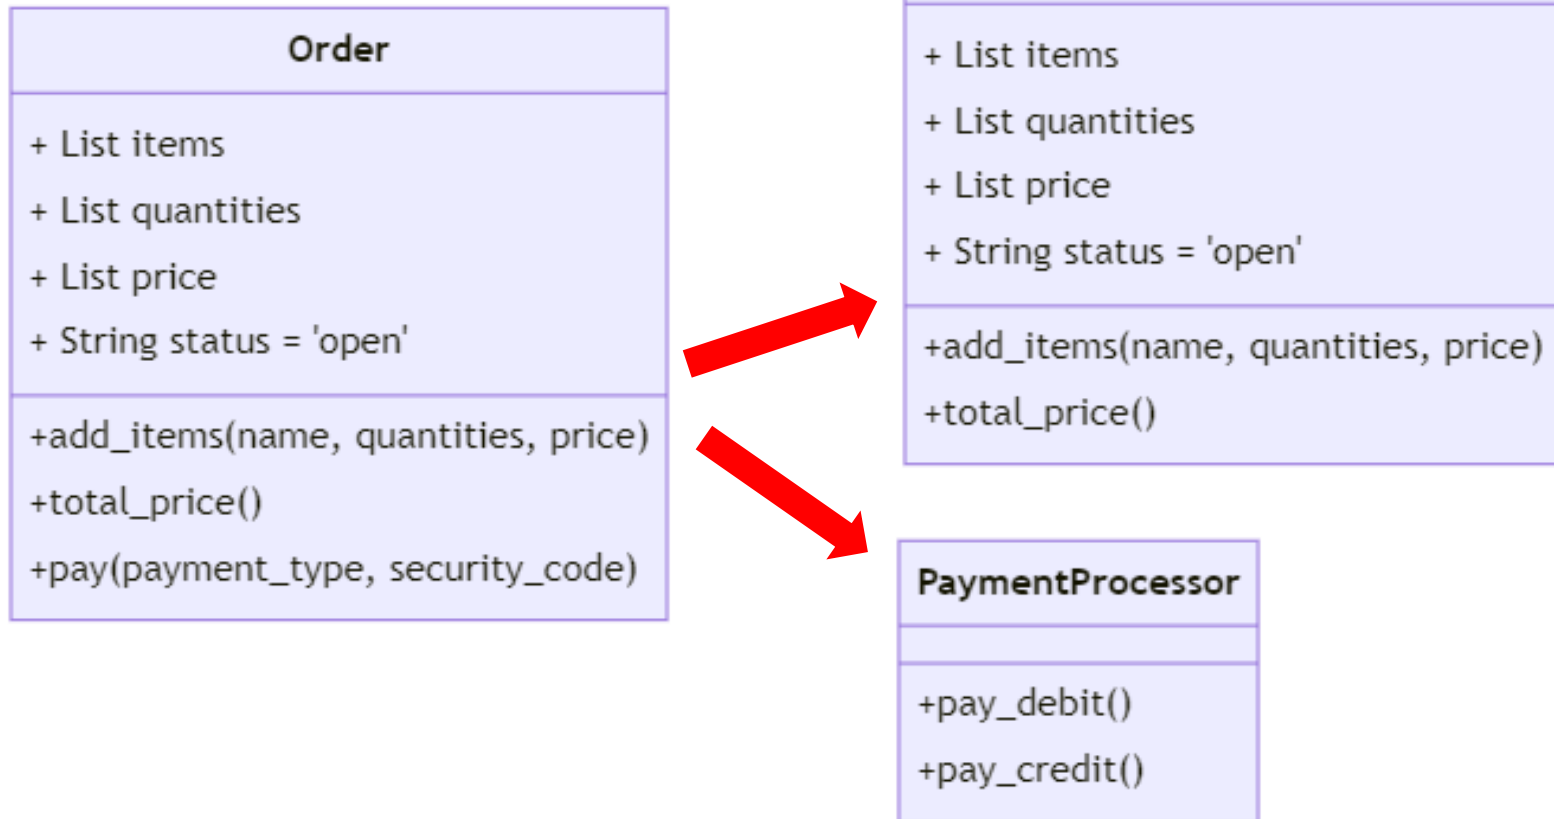 Order
+ List items
+ List quantities
+ List price
+ String status = 'open'
+add_items(name, quantities, price)
+total_price()
+pay(payment_type, security_code)
+ List items
+ List quantities
+ List price
+ String status = 'open'
+add_items(name, quantities, price)
+total_price()
PaymentProcessor
+pay_debit()
+pay_credit()